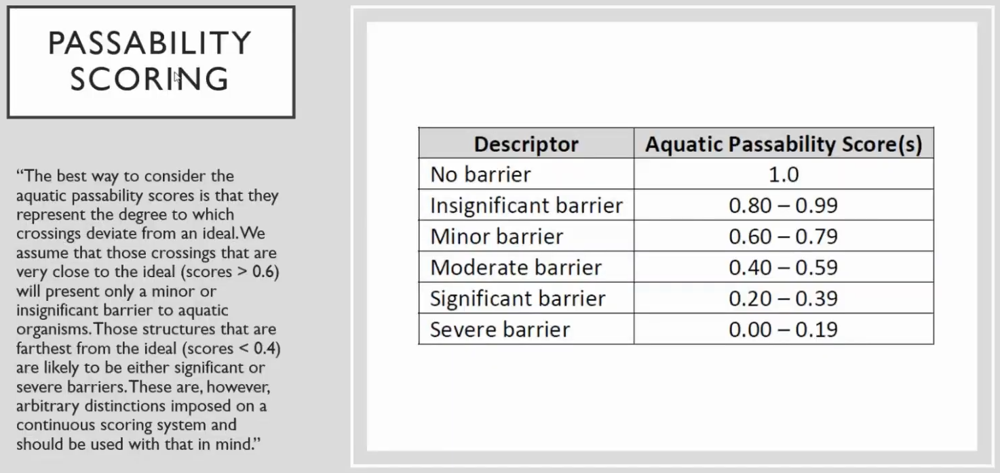 PASSABILITY
SCORING
“The best way to consider the
aquatic passability scores is that they
represent the degree to which
crossings deviate from an ideal. We
assume that those crossings that are
very close to the ideal (scores > 0.6)
will present only a minor or
insignificant barrier to aquatic
organisms. Those structures that are
farthest from the ideal (scores < 0.4)
are likely to be either significant or
severe barriers. These are, however,
arbitrary distinctions imposed on a
continuous scoring system and
should be used with that in mind.”
Descriptor Aquatic Passability Score(s)
No barrier 1.0
Insignificant barrier 0.80 – 0.99
Minor barrier 0.60 – 0.79
Moderate barrier 0.40 – 0.59
Significant barrier 0.20 – 0.39
Severe barrier 0.00 – 0.19